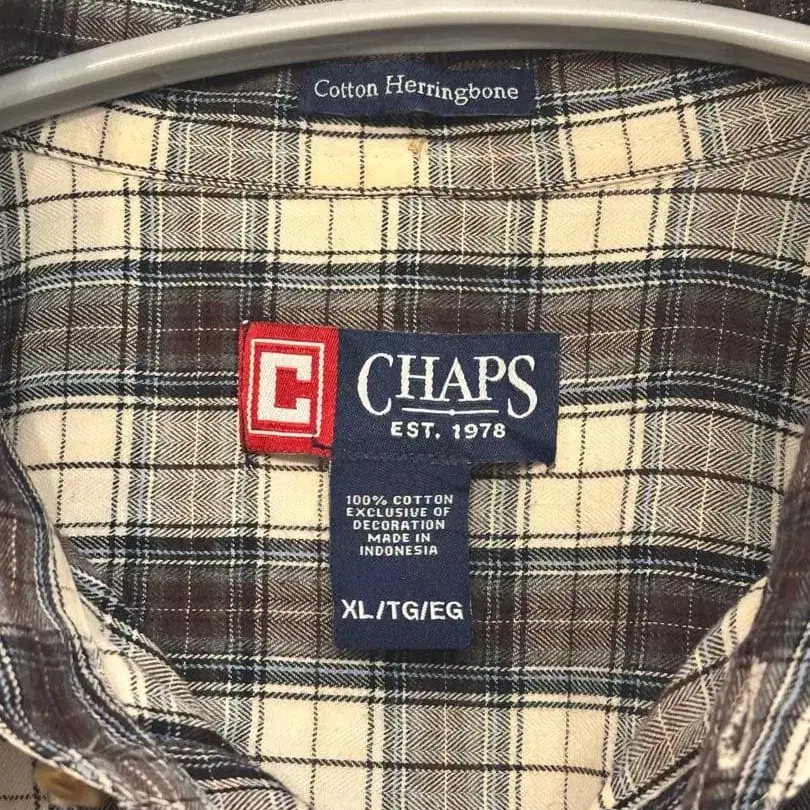 Cotton Herringbone
C
CHAPS
EST. 1978
100% COTTON
EXCLUSIVE OF
DECORATION
MADE IN
INDONESIA
XL/TG/EG